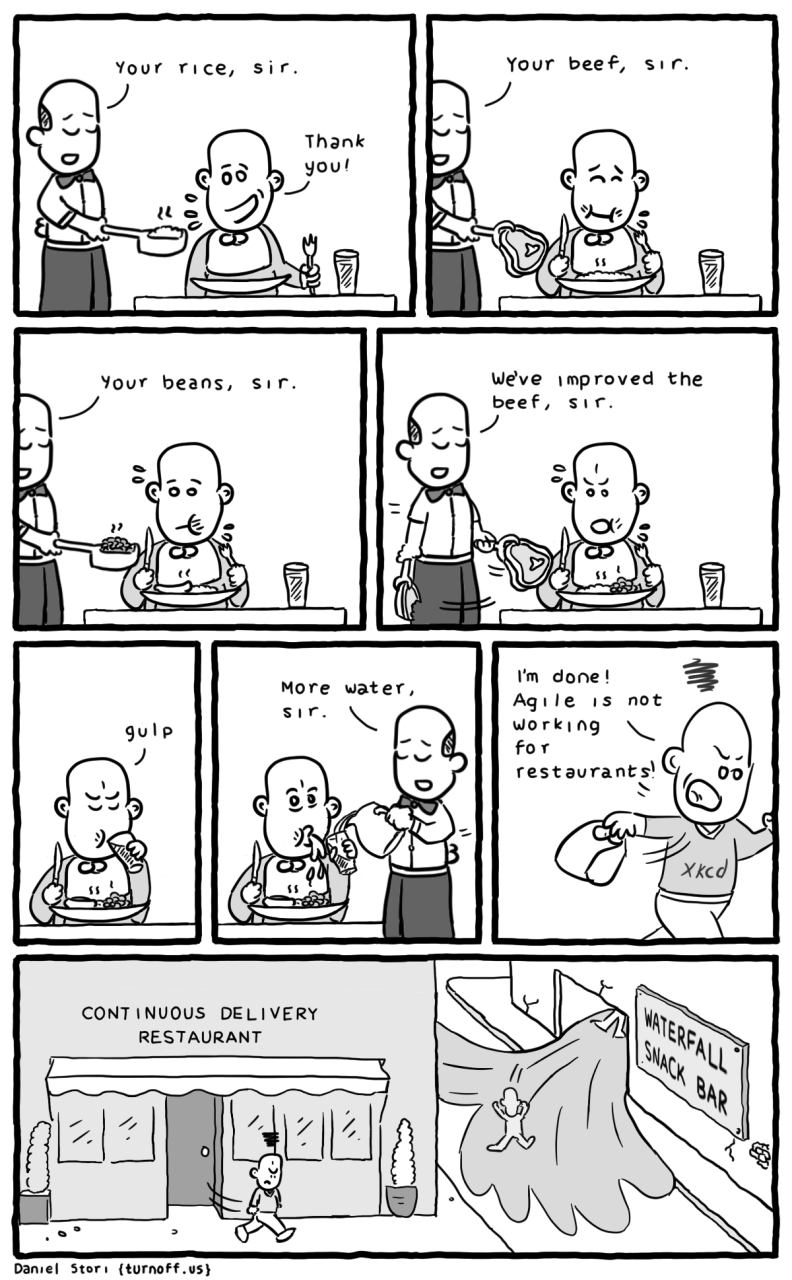 Your rice, sir.
Thank
you!
Your beef, sir.
Your beans, sir.
We've improved the
beef, sir.
gulp
More water,
sir.
I'm done!
Agile is not
working
for
restaurants!
xkcd
CONTINUOUS DELIVERY
RESTAURANT
WATERFALL
SNACK BAR
Daniel Stori {turnoff.us}